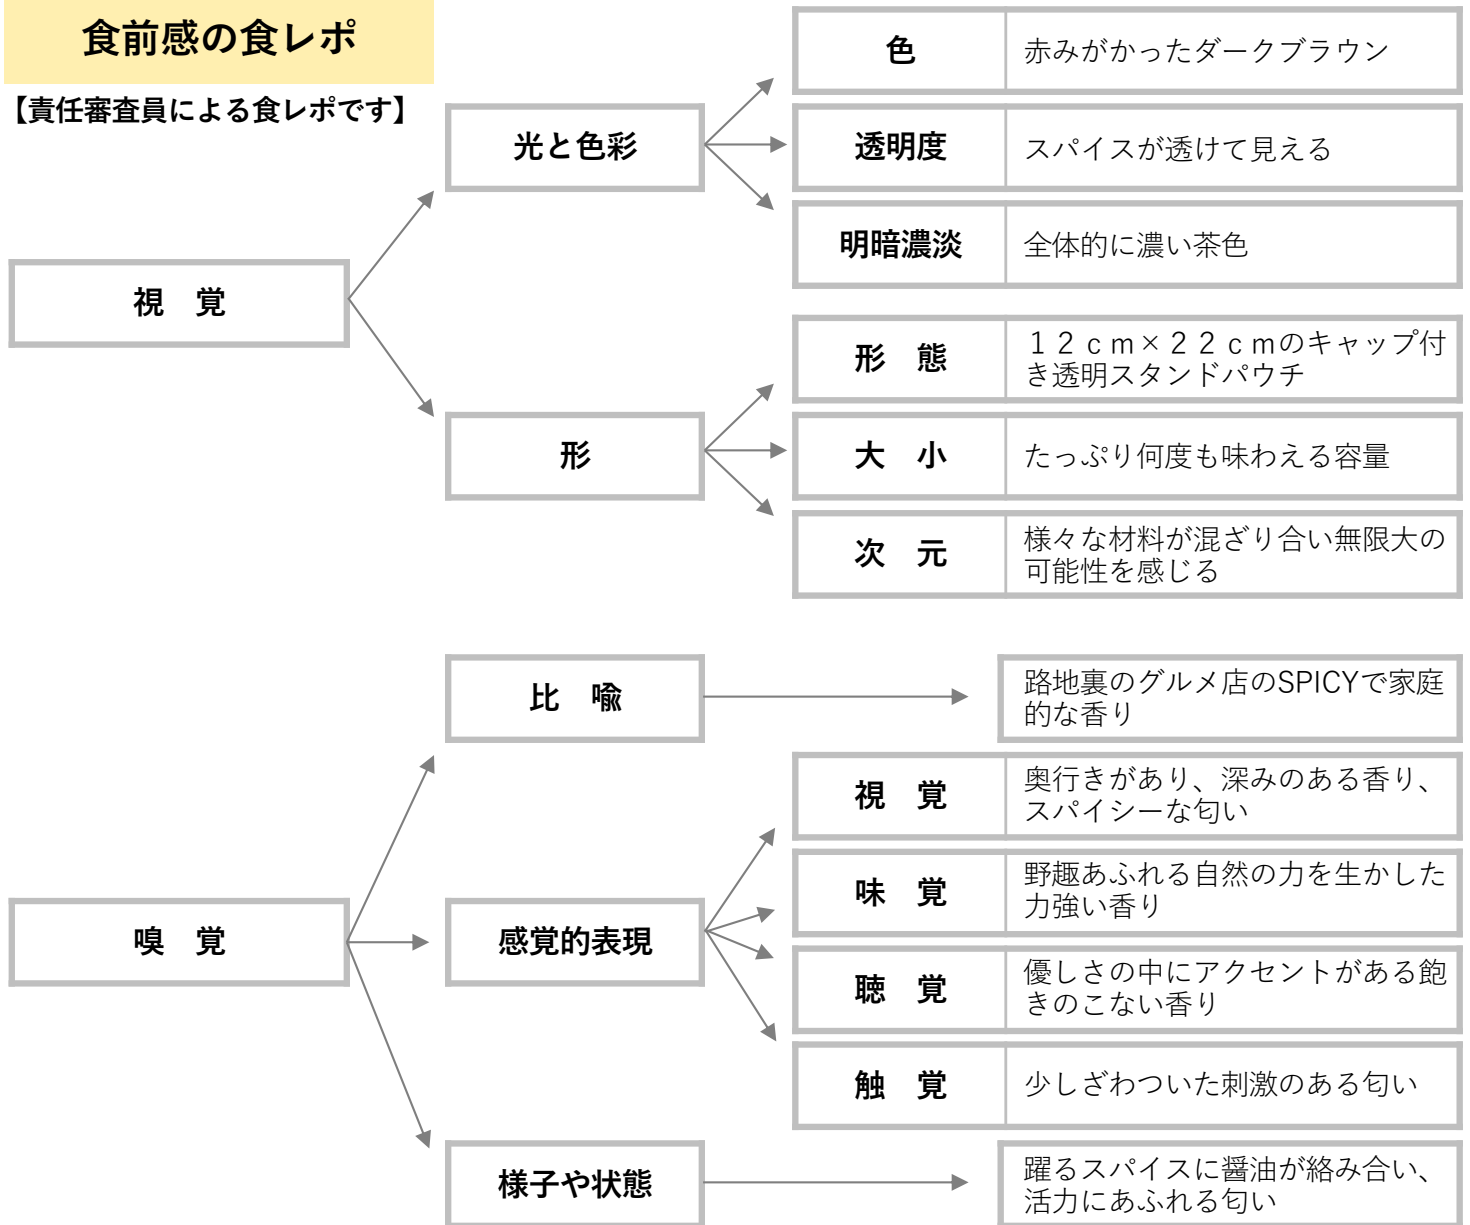 食前感の食レポ
【責任審査員による食レポです】
視　覚
光と色彩
色
赤みがかったダークブラウン
透明度
スパイスが透けて見える
明暗濃淡
全体的に濃い茶色
形
形　態
１２ｃｍ×２２ｃｍのキャップ付
き透明スタンドパウチ
大　小
たっぷり何度も味わえる容量
次　元
様々な材料が混ざり合い無限大の
可能性を感じる
嗅　覚
比　喩
路地裏のグルメ店のSPICYで家庭
的な香り
感覚的表現
視　覚
奥行きがあり、深みのある香り、
スパイシーな匂い
味　覚
野趣あふれる自然の力を生かした
力強い香り
聴　覚
優しさの中にアクセントがある飽
きのこない香り
触　覚
少しざわついた刺激のある匂い
様子や状態
躍るスパイスに醤油が絡み合い、
活力にあふれる匂い